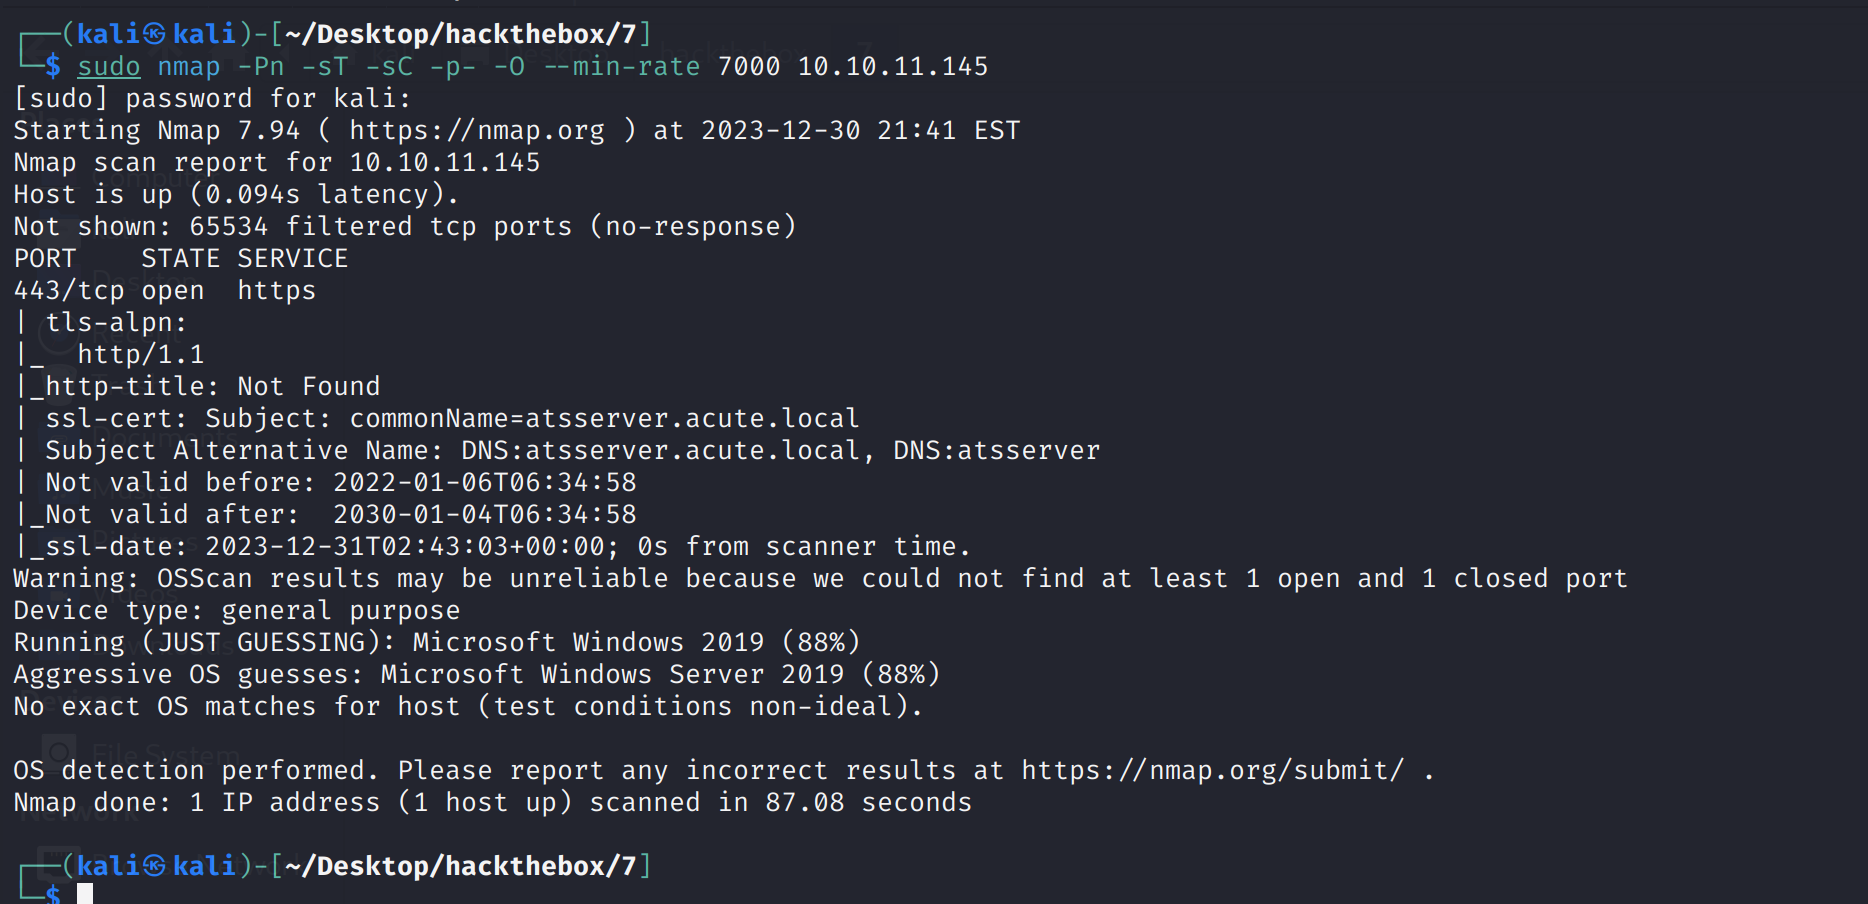 ┌──(kali㉿kali)-[~/Desktop/hackthebox/7]
└─$ sudo nmap -Pn -sT -sC -p- -O --min-rate 7000 10.10.11.145
[sudo] password for kali:
Starting Nmap 7.94 ( https://nmap.org ) at 2023-12-30 21:41 EST
Nmap scan report for 10.10.11.145
Host is up (0.094s latency).
Not shown: 65534 filtered tcp ports (no-response)
PORT    STATE SERVICE
443/tcp open  https
| tls-alpn:
|_  http/1.1
|_http-title: Not Found
| ssl-cert: Subject: commonName=atsserver.acute.local
| Subject Alternative Name: DNS:atsserver.acute.local, DNS:atsserver
| Not valid before: 2022-01-06T06:34:58
|_Not valid after:  2030-01-04T06:34:58
|_ssl-date: 2023-12-31T02:43:03+00:00; 0s from scanner time.
Warning: OSScan results may be unreliable because we could not find at least 1 open and 1 closed port
Device type: general purpose
Running (JUST GUESSING): Microsoft Windows 2019 (88%)
Aggressive OS guesses: Microsoft Windows Server 2019 (88%)
No exact OS matches for host (test conditions non-ideal).

OS detection performed. Please report any incorrect results at https://nmap.org/submit/ .
Nmap done: 1 IP address (1 host up) scanned in 87.08 seconds

┌──(kali㉿kali)-[~/Desktop/hackthebox/7]
└─$